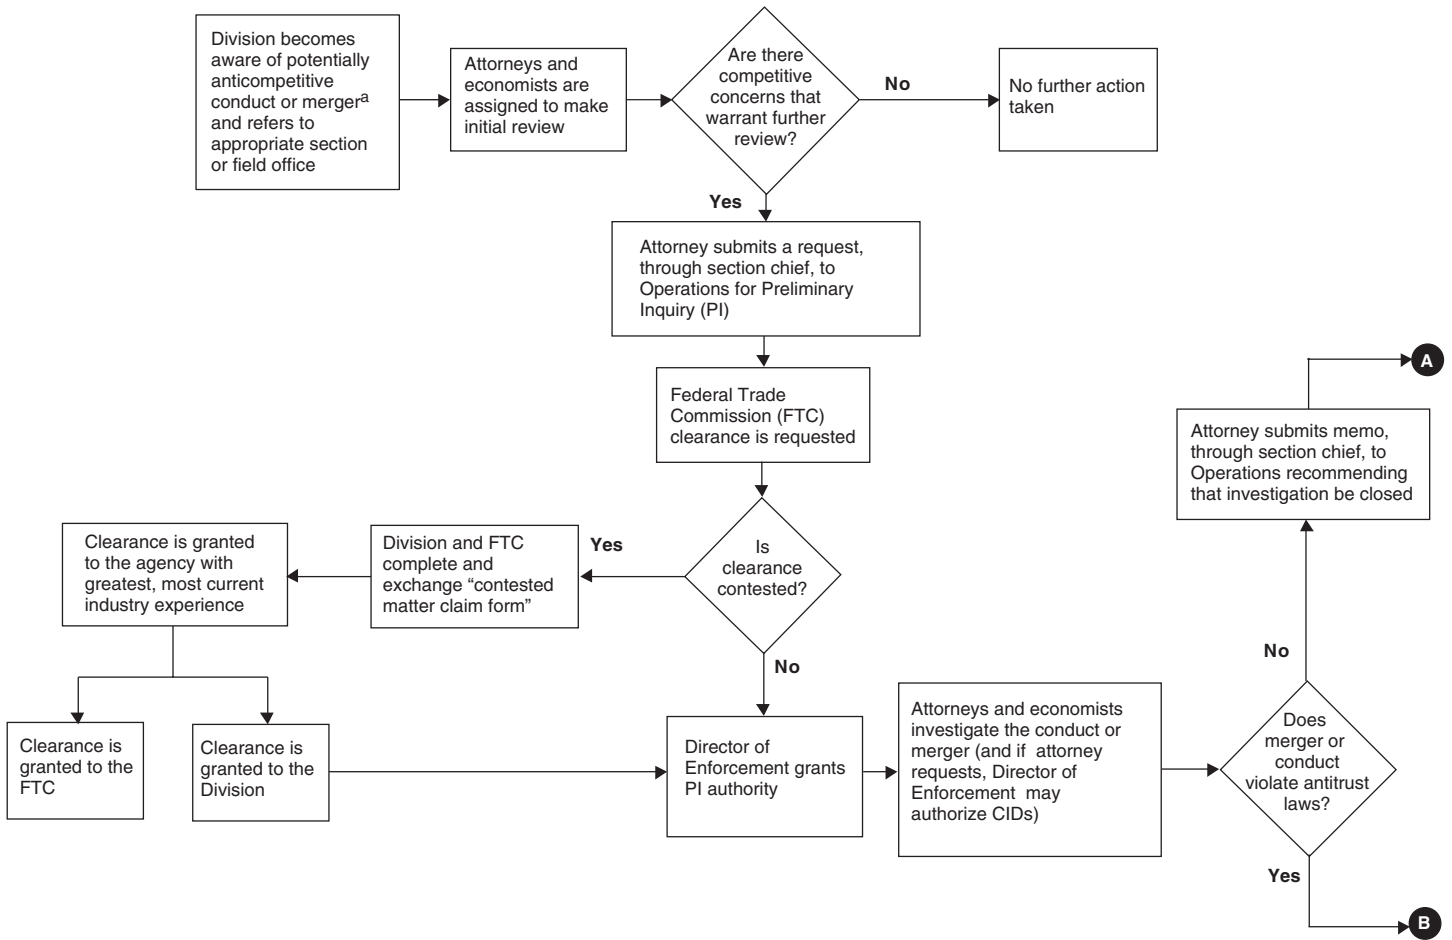 Division becomes
aware of potentially
anticompetitive
conduct or mergerª
and refers to
appropriate section
or field office
Attorneys and
economists are
assigned to make
initial review
Are there
competitive
concerns that
warrant further
review?
No
No further action
taken
Yes
Attorney submits a request,
through section chief, to
Operations for Preliminary
Inquiry (PI)
Federal Trade
Commission (FTC)
clearance is requested
Is
clearance
contested?
Yes
Division and FTC
complete and
exchange “contested
matter claim form”
Clearance is granted
to the agency with
greatest, most current
industry experience
Clearance is
granted to the
FTC
Clearance is
granted to the
Division
No
Director of
Enforcement grants
PI authority
Attorneys and economists
investigate the conduct or
merger (and if attorney
requests, Director of
Enforcement may
authorize CIDs)
Does
merger or
conduct
violate antitrust
laws?
No
Attorney submits memo,
through section chief, to
Operations recommending
that investigation be closed
A
Yes
B